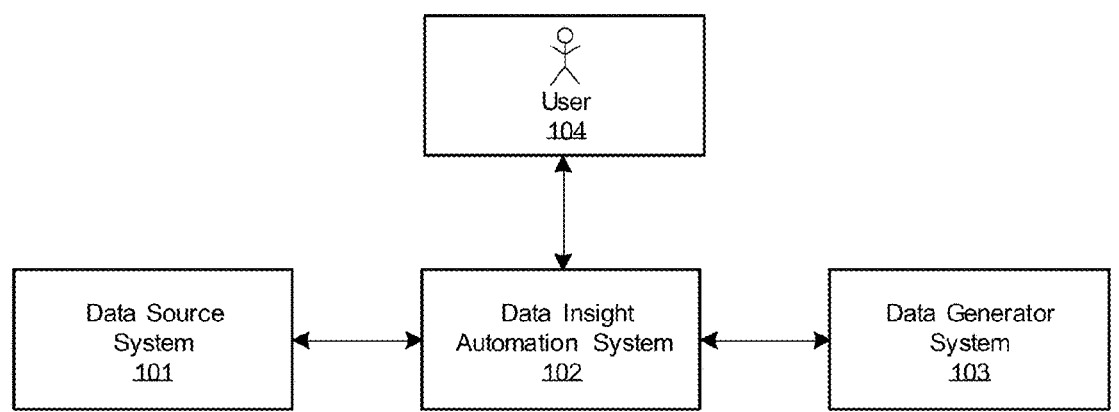 User
104
Data Source
System
101
Data Insight
Automation System
102
Data Generator
System
103